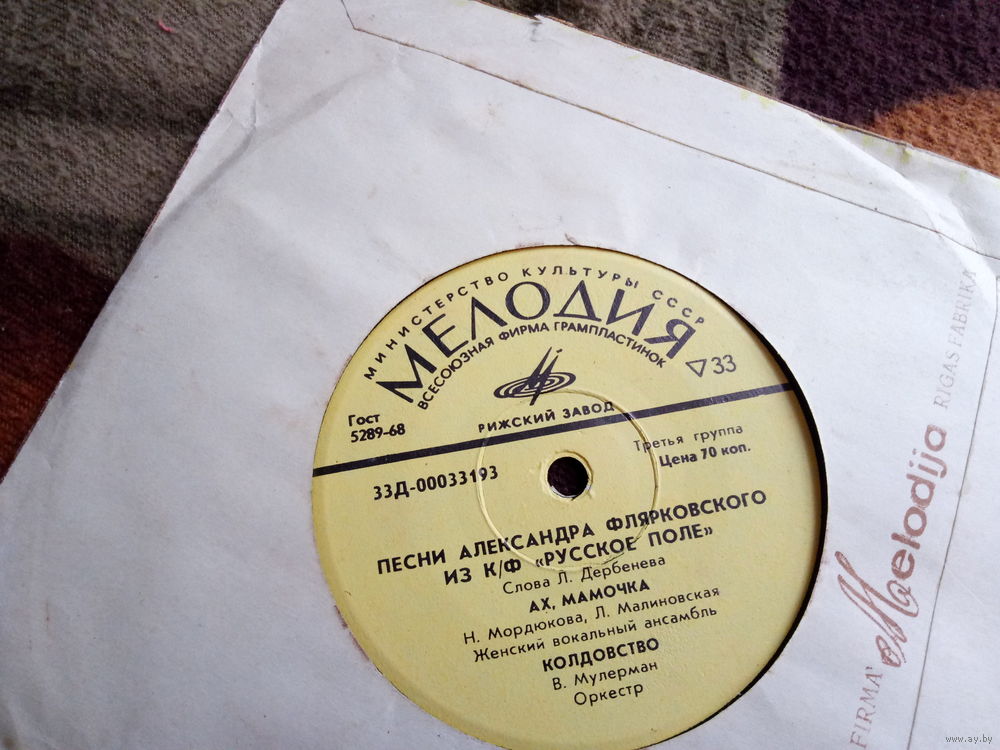 МИНИСТЕРСТВО КУЛЬТУРЫ СССР
МЕЛОДИЯ
ВСЕСОЮЗНАЯ ФИРМА ГРАМПЛАСТИНОК
33
Гост
5289-68
РИЖСКИЙ ЗАВОД
Третья группа
Цена 70 коп.
33Д-00033193
ПЕСНИ АЛЕКСАНДРА ФЛЯРКОВСКОГО
ИЗ К/Ф «РУССКОЕ ПОЛЕ»
Слова Л. Дербенева
АХ, МАМОЧКА
Н. Мордюкова, Л. Малиновская
Женский вокальный ансамбль
КОЛДОВСТВО
В. Мулерман
Оркестр
FIRMA Melodija RIGAS FABRIKA
www.ay.by